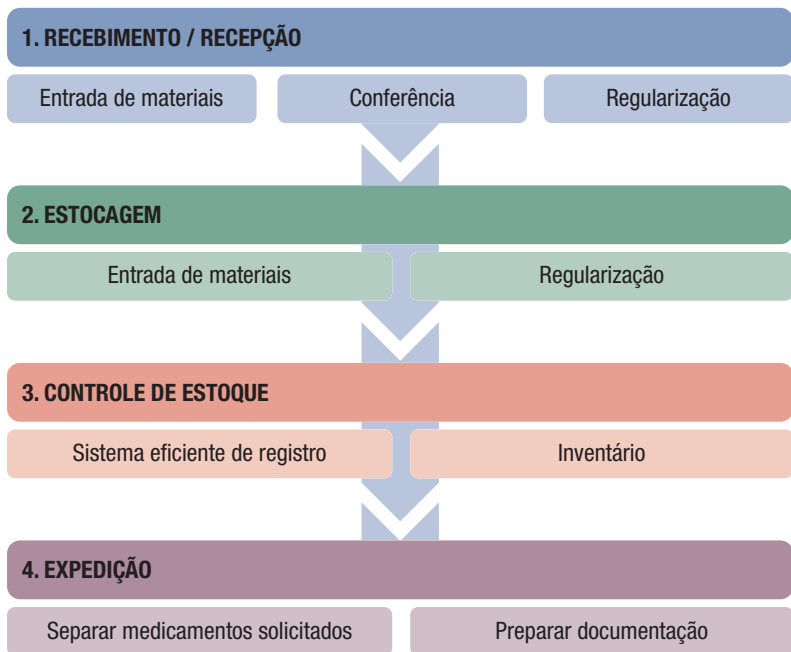 1. RECEBIMENTO / RECEPÇÃO
Entrada de materiais
Conferência
Regularização
2. ESTOCAGEM
Entrada de materiais
Regularização
3. CONTROLE DE ESTOQUE
Sistema eficiente de registro
Inventário
4. EXPEDIÇÃO
Separar medicamentos solicitados
Preparar documentação